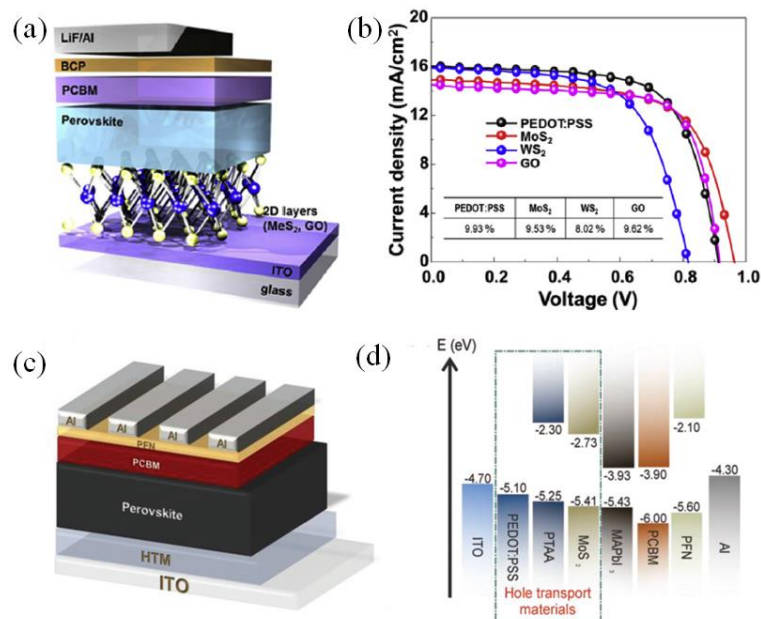 (a)
LiF/Al
BCP
PCBM
Perovskite
2D layers
(MeS₂, GO)
ITO
glass
(b)
Current density (mA/cm²)
20
16
12
8
4
0
0.0 0.2 0.4 0.6 0.8 1.0
Voltage (V)
PEDOT:PSS
MoS₂
WS₂
GO
PEDOT:PSS MoS₂ WS₂ GO
9.93 % 9.53 % 8.02 % 9.62 %
(c)
Al Al Al Al
PFN
PCBM
Perovskite
HTM
ITO
(d)
E (eV)
-2.30
-2.73
-2.10
-3.93
-3.90
-4.30
-4.70
-5.10
-5.25
-5.41
-5.43
-6.00
-5.60
ITO
PEDOT:PSS
PTAA
MoS₂
MAPbI₃
PCBM
PFN
Al
Hole transport
materials